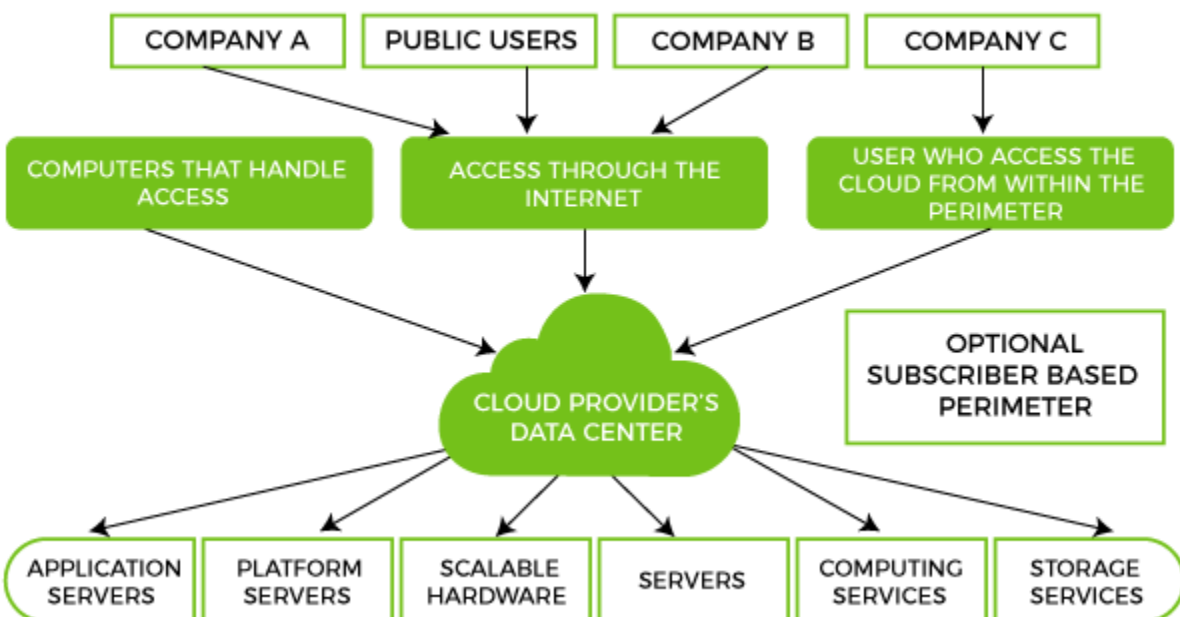 COMPANY A
PUBLIC USERS
COMPANY B
COMPANY C
COMPUTERS THAT HANDLE
ACCESS
ACCESS THROUGH THE
INTERNET
USER WHO ACCESS THE
CLOUD FROM WITHIN THE
PERIMETER
OPTIONAL
SUBSCRIBER BASED
PERIMETER
CLOUD PROVIDER'S
DATA CENTER
APPLICATION
SERVERS
PLATFORM
SERVERS
SCALABLE
HARDWARE
SERVERS
COMPUTING
SERVICES
STORAGE
SERVICES